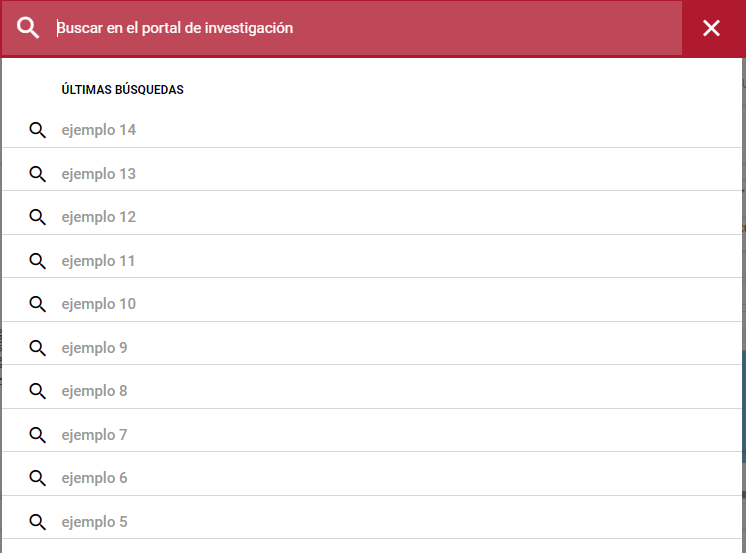 Buscar en el portal de investigación
ÚLTIMAS BÚSQUEDAS
ejemplo 14
ejemplo 13
ejemplo 12
ejemplo 11
ejemplo 10
ejemplo 9
ejemplo 8
ejemplo 7
ejemplo 6
ejemplo 5